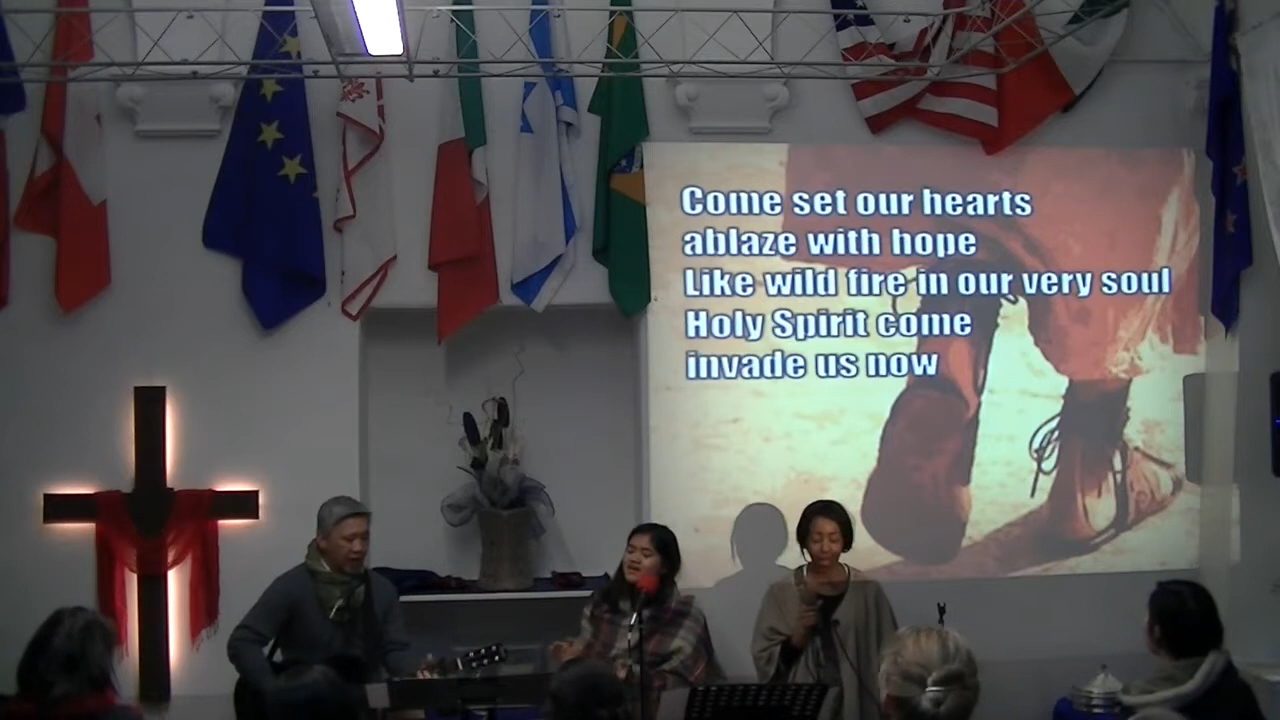 Come set our hearts
ablaze with hope
Like wild fire in our very soul
Holy Spirit come
invade us now